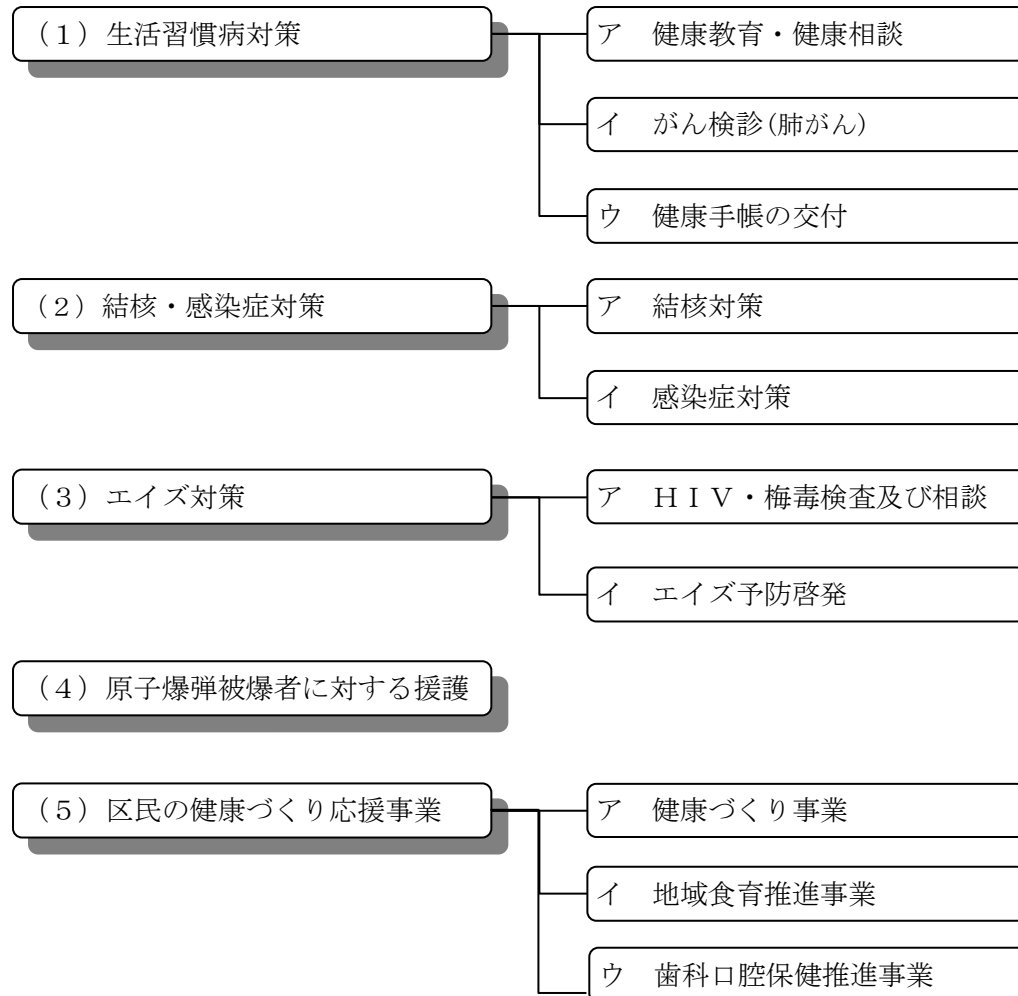 （１）生活習慣病対策
ア　健康教育・健康相談
イ　がん検診(肺がん)
ウ　健康手帳の交付
（２）結核・感染症対策
ア　結核対策
イ　感染症対策
（３）エイズ対策
ア　ＨＩＶ・梅毒検査及び相談
イ　エイズ予防啓発
（４）原子爆弾被爆者に対する援護
（５）区民の健康づくり応援事業
ア　健康づくり事業
イ　地域食育推進事業
ウ　歯科口腔保健推進事業